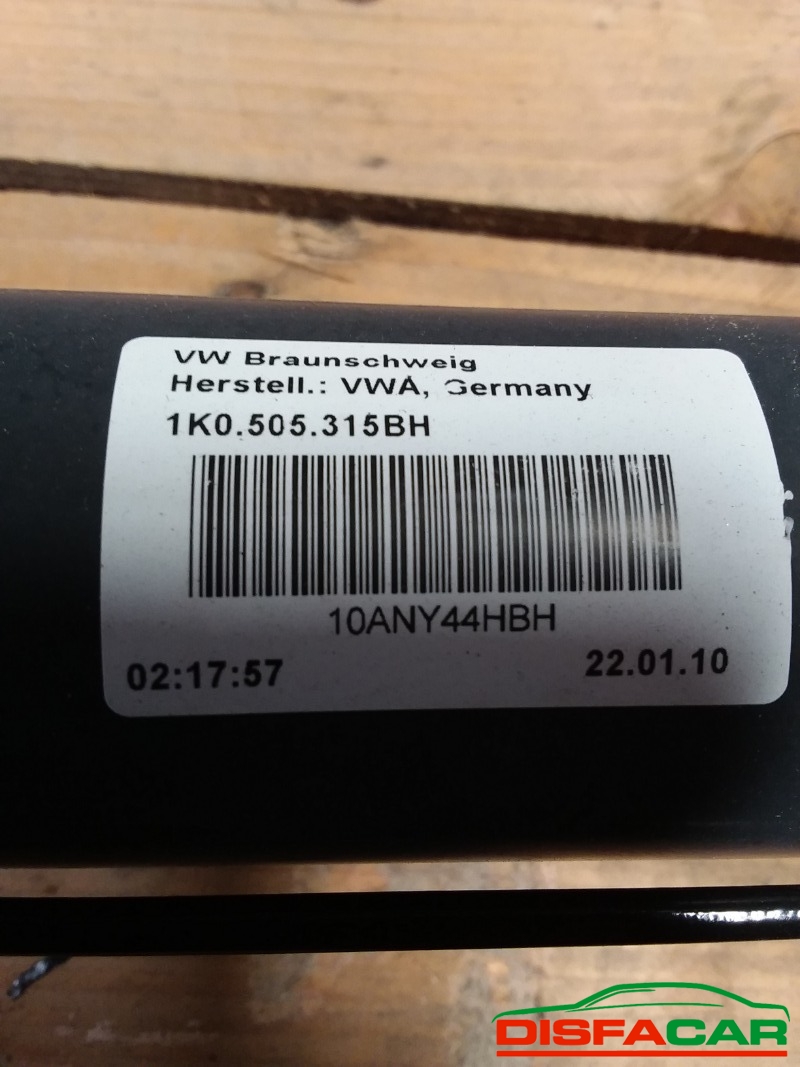 VW Braunschweig
Herstell.: VWA, Germany
1K0.505.315BH
10ANY44HBH
02:17:57 22.01.10
DISFACAR